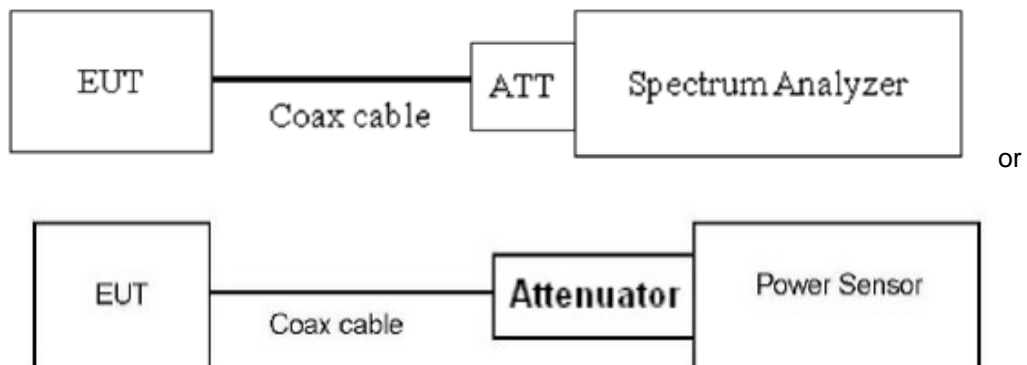 EUT
Coax cable
ATT
Spectrum Analyzer
or
EUT
Coax cable
Attenuator
Power Sensor